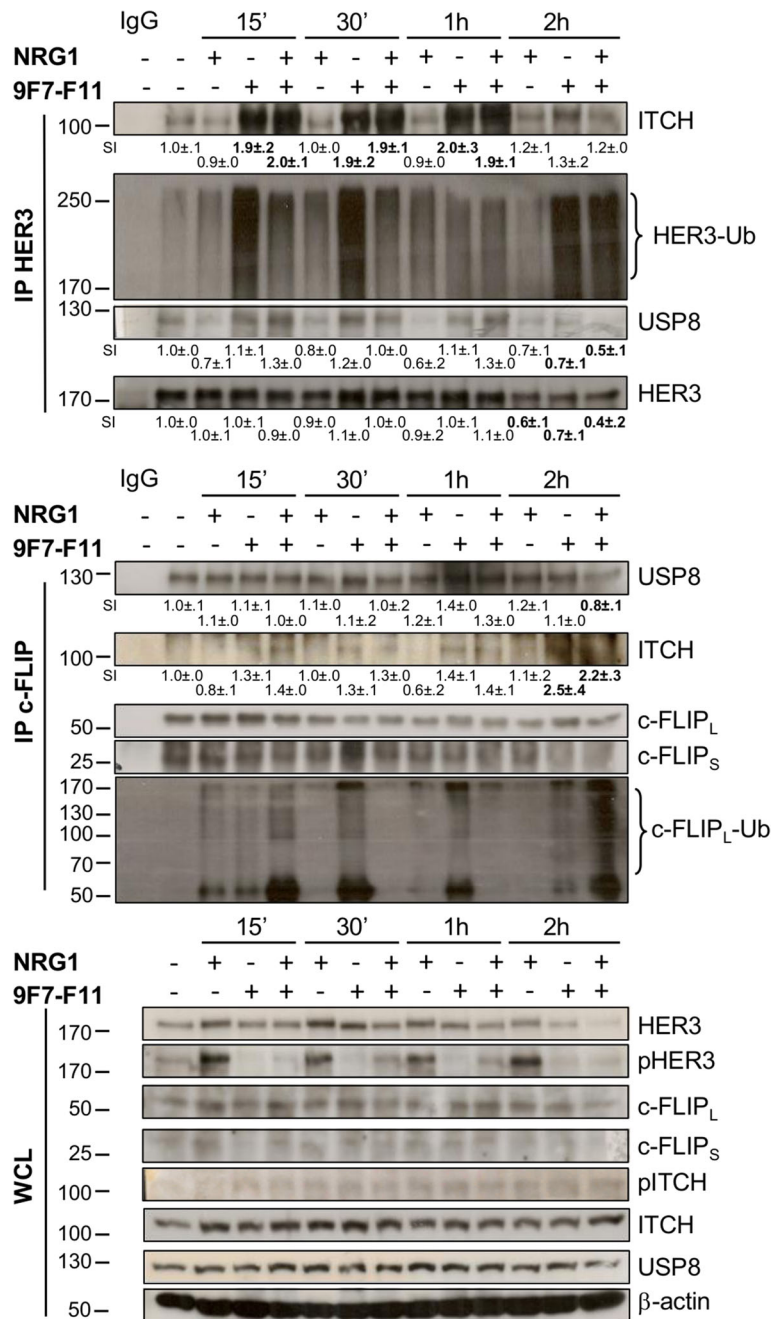 IgG 15’ 30’ 1h 2h
NRG1 - - + - + + - + + - + + - +
9F7-F11 - - - + + - + + - + + - + +
IP HER3
100 ITCH
SI 1.0±.1 1.9±.2 1.0±.0 1.9±.1 2.0±.3 1.2±.1 1.2±.0
0.9±.0 2.0±.1 1.9±.2 0.9±.0 1.9±.1 1.3±.2
250
HER3-Ub
170
130 USP8
SI 1.0±.0 1.1±.1 0.8±.0 1.0±.0 1.1±.1 0.7±.1 0.5±.1
0.7±.1 1.3±.0 1.2±.0 0.6±.2 1.3±.0 0.7±.1
170 HER3
SI 1.0±.0 1.0±.1 0.9±.0 1.0±.0 1.0±.1 0.6±.1 0.4±.2
1.0±.1 0.9±.0 1.1±.0 0.9±.2 1.1±.0 0.7±.1
IgG 15’ 30’ 1h 2h
NRG1 - - + - + + - + + - + + - +
9F7-F11 - - - + + - + + - + + - + +
IP c-FLIP
130 USP8
SI 1.0±.1 1.1±.1 1.1±.0 1.0±.2 1.4±.0 1.2±.1 0.8±.1
1.1±.0 1.0±.0 1.1±.2 1.2±.1 1.3±.0 1.1±.0
100 ITCH
SI 1.0±.0 1.3±.1 1.0±.0 1.3±.0 1.4±.1 1.1±.2 2.2±.3
0.8±.1 1.4±.0 1.3±.1 0.6±.2 1.4±.1 2.5±.4
50 c-FLIPL
25 c-FLIPS
170
130
100 c-FLIPL-Ub
70
50
15’ 30’ 1h 2h
NRG1 - + - + + - + + - + + - +
9F7-F11 - - + + - + + - + + - + +
WCL
170 HER3
170 pHER3
50 c-FLIPL
25 c-FLIPS
100 pITCH
100 ITCH
130 USP8
50 β-actin